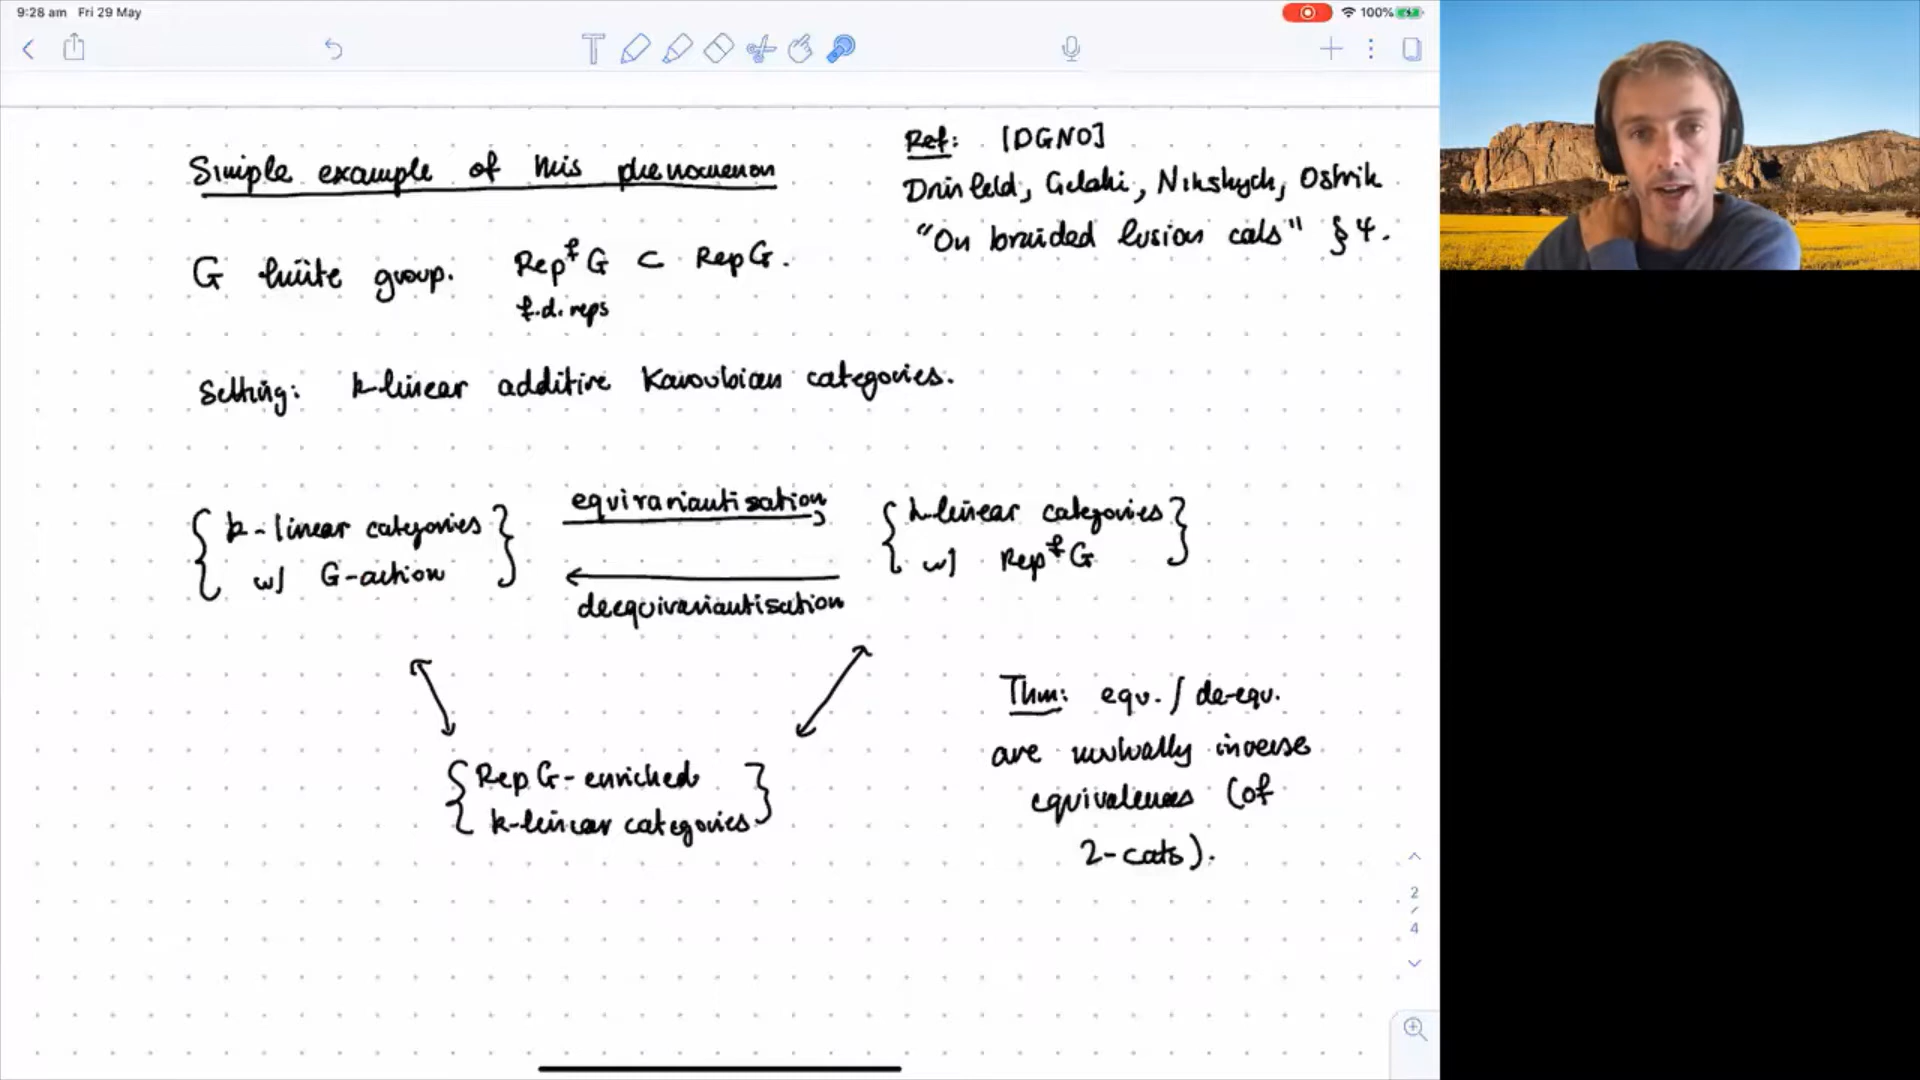 9:28 am Fri 29 May
100%
Simple example of this phenomenon
Ref: [DGNO]
Drinfeld, Gelaki, Nikshych, Ostrik
"On braided fusion cats" § 4.
G finite group. Rep^f G ⊂ Rep G.
f.d. reps
Setting: k-linear additive Karoubian categories.
{ k-linear categories w/ G-action }
equivariantisation
deequivariantisation
{ k-linear categories w/ Rep^f G }
{ Rep G-enriched k-linear categories }
Thm: equ. / de-equ.
are mutually inverse
equivalences (of
2-cats).
2
/
4